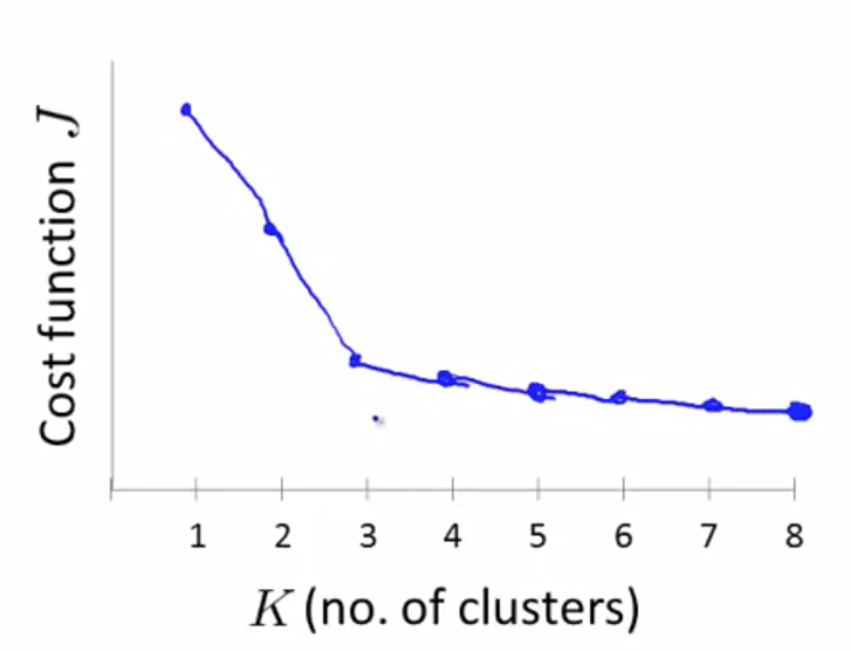 Cost function J
1 2 3 4 5 6 7 8
K (no. of clusters)